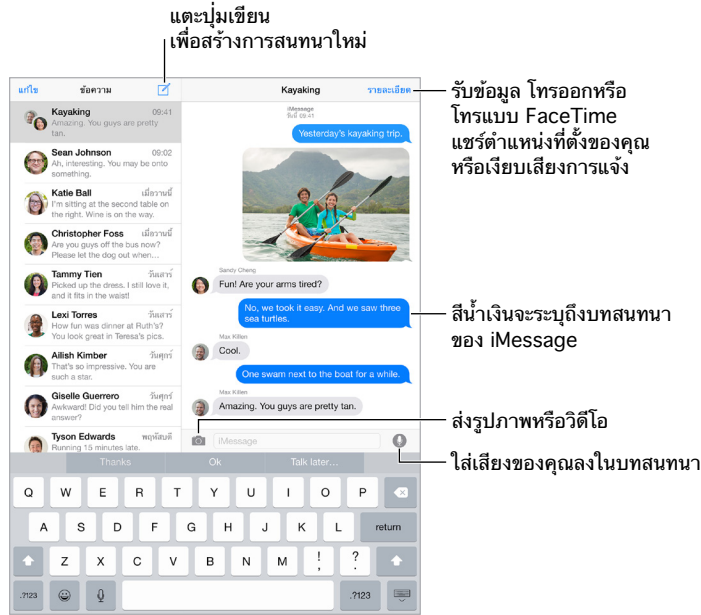 แตะปุ่มเขียน
เพื่อสร้างการสนทนาใหม่
แก้ไข
ข้อความ
Kayaking
รายละเอียด
Kayaking 09:41
Amazing. You guys are pretty
tan.
Sean Johnson 09:02
Ah, interesting. You may be onto
something.
Katie Ball เมื่อวานนี้
I'm sitting at the second table on
the right. Wine is on the way.
Christopher Foss เมื่อวานนี้
Are you guys off the bus now?
Please let the dog out when…
Tammy Tien วันเสาร์
Picked up the dress. I still love it,
and it fits in the waist!
Lexi Torres วันเสาร์
How fun was dinner at Ruth's?
You look great in Teresa's pics.
Ailish Kimber วันศุกร์
That's so impressive. You are
such a star.
Giselle Guerrero วันศุกร์
Awkward! Did you tell him the real
answer?
Tyson Edwards พฤหัสบดี
Running 15 minutes late.
iMessage
วันนี้ 09:41
Yesterday's kayaking trip.
Sandy Cheng
Fun! Are your arms tired?
No, we took it easy. And we saw three
sea turtles.
Max Killen
Cool.
One swam next to the boat for a while.
Max Killen
Amazing. You guys are pretty tan.
iMessage
รับข้อมูล โทรออกหรือ
โทรแบบ FaceTime
แชร์ตำแหน่งที่ตั้งของคุณ
หรือเงียบเสียงการแจ้ง
สีน้ำเงินจะระบุถึงบทสนทนา
ของ iMessage
ส่งรูปภาพหรือวิดีโอ
ใส่เสียงของคุณลงในบทสนทนา
Thanks Ok Talk later...
Q W E R T Y U I O P
A S D F G H J K L return
Z X C V B N M ! , ? .
.?123 .?123